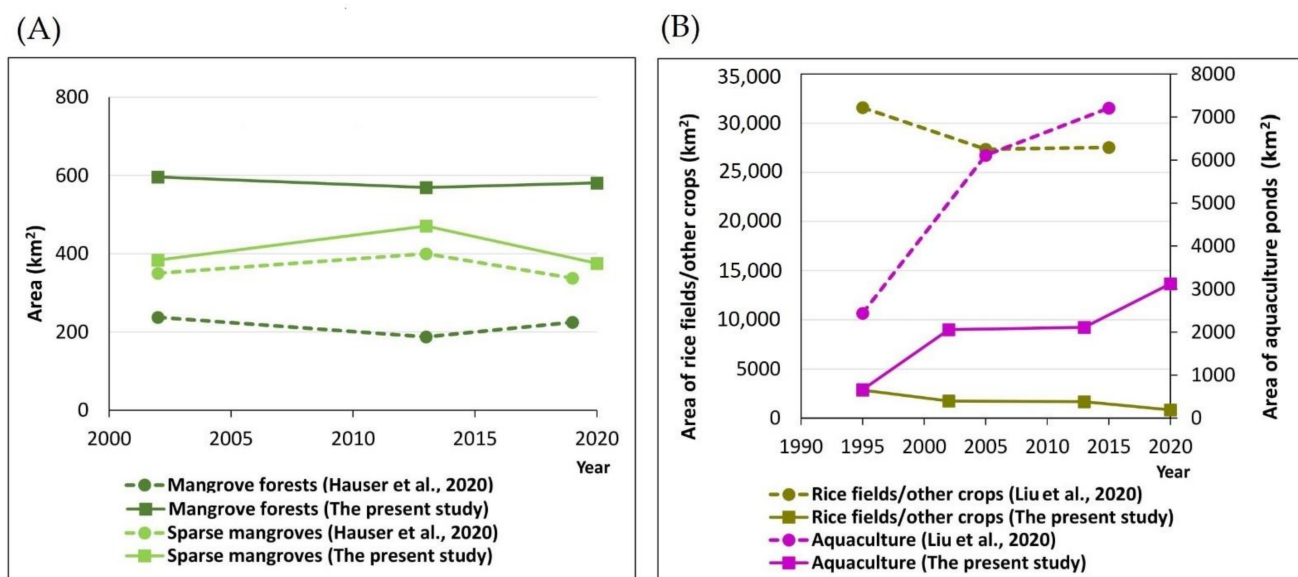 (A)
800
600
400
200
0
Area (km²)
2000 2005 2010 2015 2020
Year
Mangrove forests (Hauser et al., 2020)
Mangrove forests (The present study)
Sparse mangroves (Hauser et al., 2020)
Sparse mangroves (The present study)
(B)
35,000
30,000
25,000
20,000
15,000
10,000
5000
0
Area of rice fields/other crops (km²)
8000
7000
6000
5000
4000
3000
2000
1000
0
Area of aquaculture ponds (km²)
1990 1995 2000 2005 2010 2015 2020
Year
Rice fields/other crops (Liu et al., 2020)
Rice fields/other crops (The present study)
Aquaculture (Liu et al., 2020)
Aquaculture (The present study)